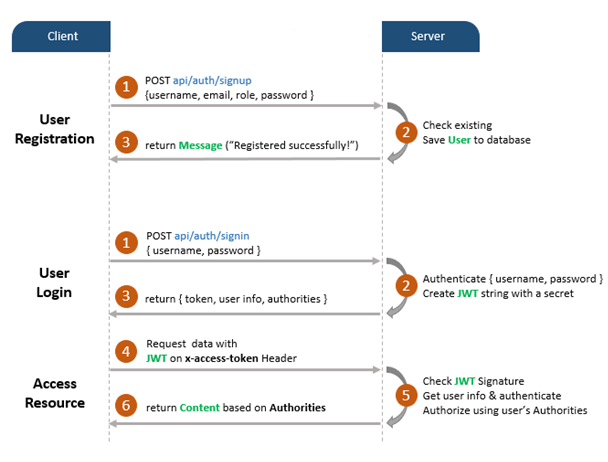 Client
Server
1
POST api/auth/signup
{username, email, role, password }
User
Registration
2
Check existing
Save User to database
3
return Message (“Registered successfully!”)
1
POST api/auth/signin
{ username, password }
User
Login
2
Authenticate { username, password }
Create JWT string with a secret
3
return { token, user info, authorities }
4
Request data with
JWT on x-access-token Header
Access
Resource
5
Check JWT Signature
Get user info & authenticate
Authorize using user’s Authorities
6
return Content based on Authorities